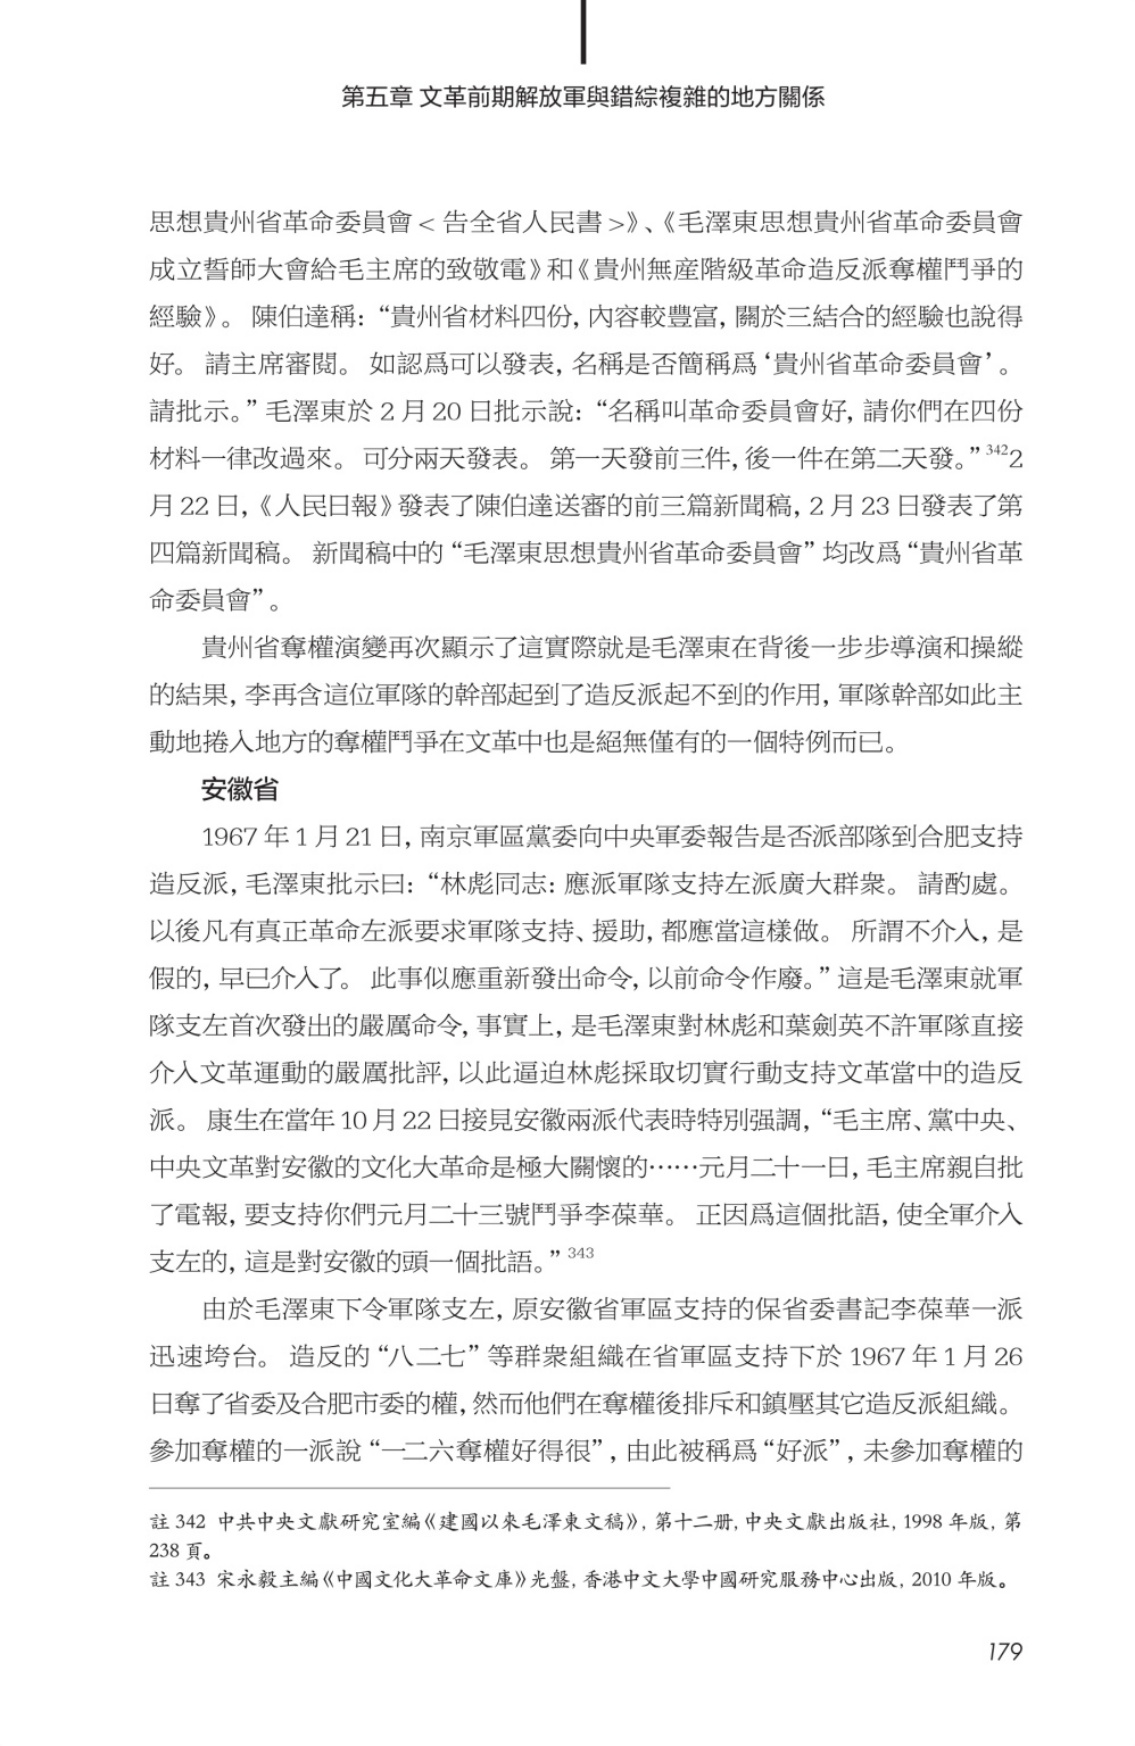 第五章 文革前期解放軍與錯綜複雜的地方關係
思想貴州省革命委員會 < 告全省人民書 >》、《毛澤東思想貴州省革命委員會
成立誓師大會給毛主席的致敬電》和《貴州無産階級革命造反派奪權鬥爭的
經驗》。 陳伯達稱：“貴州省材料四份, 內容較豐富, 關於三結合的經驗也說得
好。 請主席審閱。 如認爲可以發表, 名稱是否簡稱爲 ‘貴州省革命委員會’。
請批示。” 毛澤東於 2 月 20 日批示說：“名稱叫革命委員會好, 請你們在四份
材料一律改過來。 可分兩天發表。 第一天發前三件, 後一件在第二天發。” 3422
月 22 日,《人民日報》發表了陳伯達送審的前三篇新聞稿, 2 月 23 日發表了第
四篇新聞稿。 新聞稿中的 “毛澤東思想貴州省革命委員會” 均改爲 “貴州省革
命委員會”。
貴州省奪權演變再次顯示了這實際就是毛澤東在背後一步步導演和操縱
的結果, 李再含這位軍隊的幹部起到了造反派起不到的作用, 軍隊幹部如此主
動地捲入地方的奪權鬥爭在文革中也是絕無僅有的一個特例而已。
安徽省
1967 年 1 月 21 日, 南京軍區黨委向中央軍委報告是否派部隊到合肥支持
造反派, 毛澤東批示曰：“林彪同志: 應派軍隊支持左派廣大群衆。 請酌處。
以後凡有真正革命左派要求軍隊支持、援助, 都應當這樣做。 所謂不介入, 是
假的, 早已介入了。 此事似應重新發出命令, 以前命令作廢。” 這是毛澤東就軍
隊支左首次發出的嚴厲命令, 事實上, 是毛澤東對林彪和葉劍英不許軍隊直接
介入文革運動的嚴厲批評, 以此逼迫林彪採取切實行動支持文革當中的造反
派。 康生在當年 10 月 22 日接見安徽兩派代表時特別强調, “毛主席、黨中央、
中央文革對安徽的文化大革命是極大關懷的……元月二十一日, 毛主席親自批
了電報, 要支持你們元月二十三號鬥爭李葆華。 正因爲這個批語, 使全軍介入
支左的, 這是對安徽的頭一個批語。” 343
由於毛澤東下令軍隊支左, 原安徽省軍區支持的保省委書記李葆華一派
迅速垮台。 造反的 “八二七” 等群衆組織在省軍區支持下於 1967 年 1 月 26
日奪了省委及合肥市委的權, 然而他們在奪權後排斥和鎮壓其它造反派組織。
參加奪權的一派說 “一二六奪權好得很”, 由此被稱爲 “好派”, 未參加奪權的
註 342 中共中央文獻研究室編《建國以來毛澤東文稿》, 第十二册, 中央文獻出版社, 1998 年版, 第
238 頁。
註 343 宋永毅主編《中國文化大革命文庫》光盤, 香港中文大學中國研究服務中心出版, 2010 年版。
179